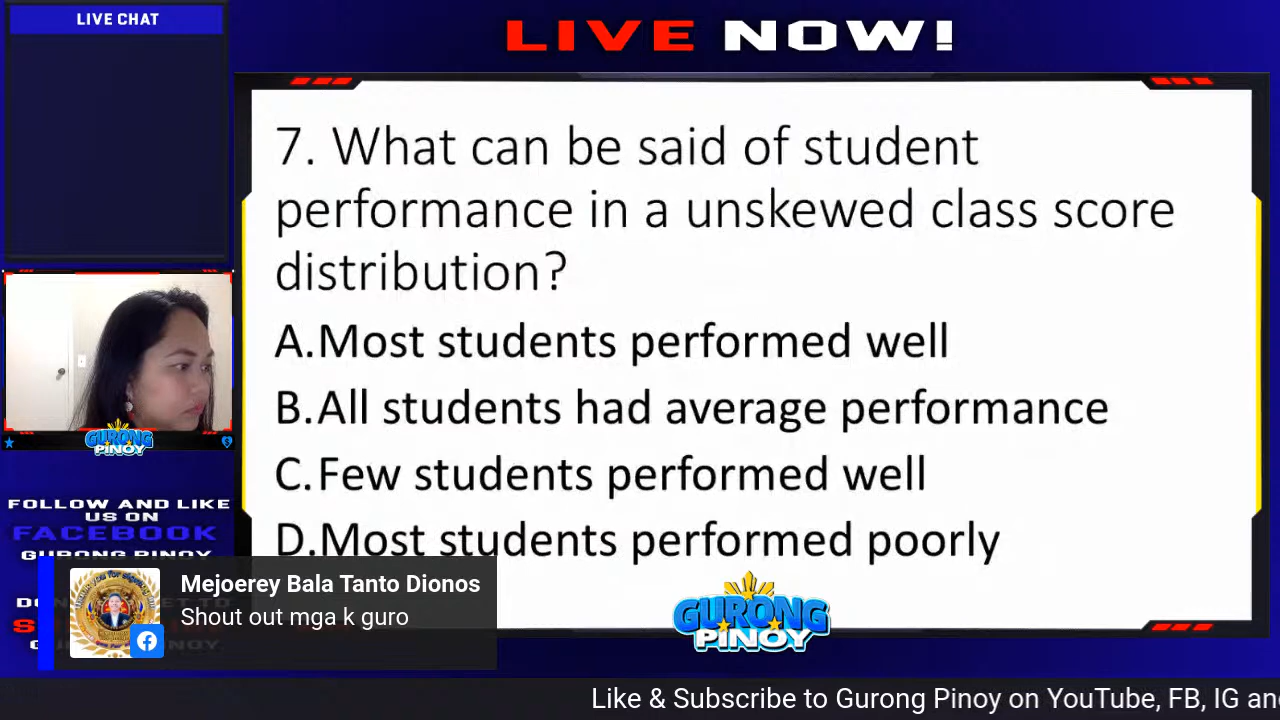 LIVE CHAT
LIVE NOW!
7. What can be said of student
performance in a unskewed class score
distribution?
A.Most students performed well
B.All students had average performance
C.Few students performed well
D.Most students performed poorly
GURONG
PINOY
FOLLOW AND LIKE
US ON
FACEBOOK
GURONG PINOY
Mejoerey Bala Tanto Dionos
Shout out mga k guro
GURONG
PINOY
Like & Subscribe to Gurong Pinoy on YouTube, FB, IG an